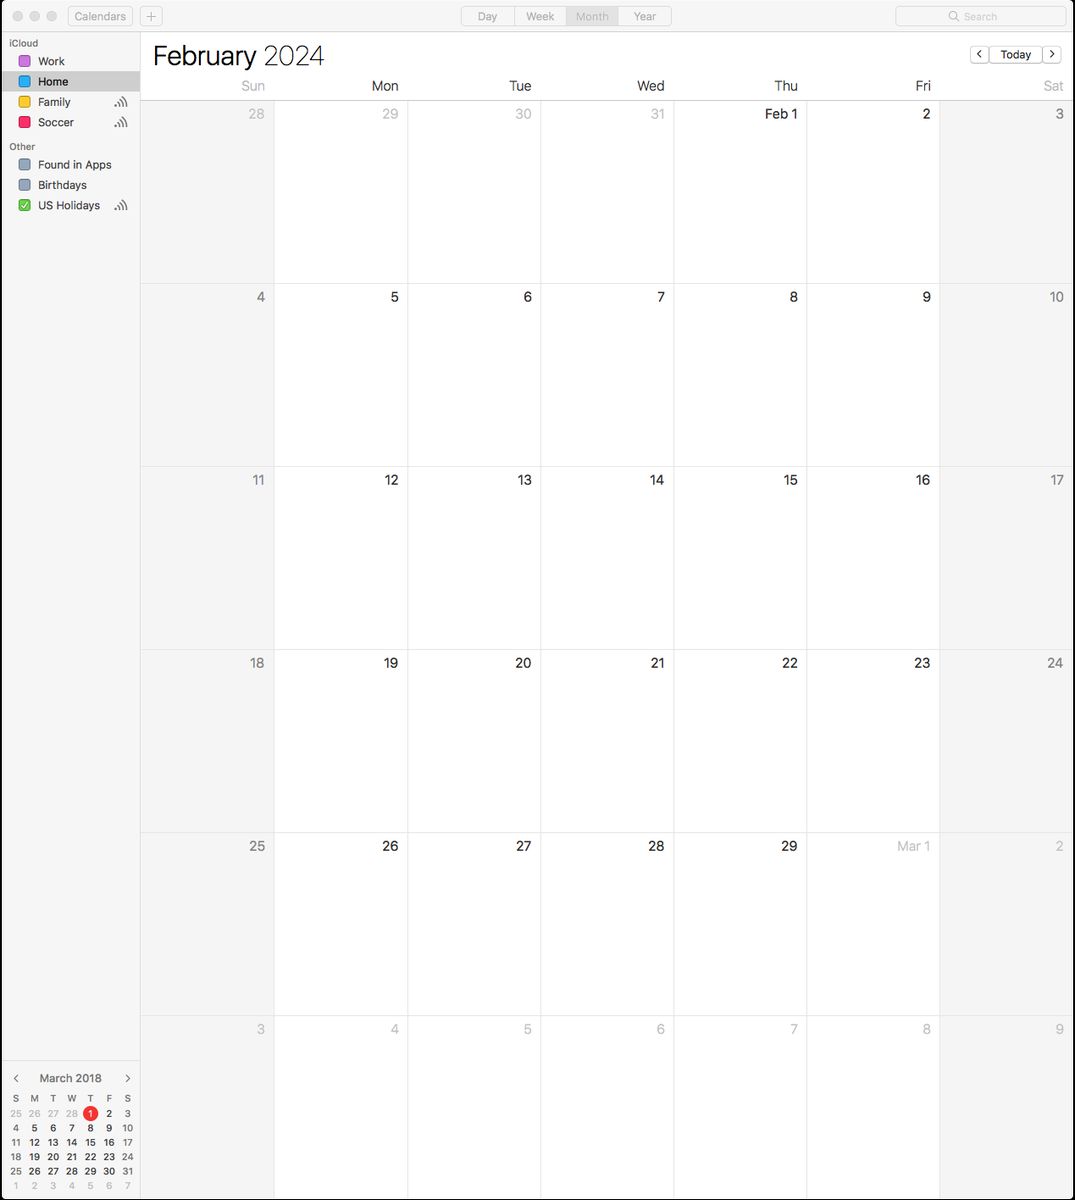 Calendars + Day Week Month Year Search
iCloud
Work
Home
Family
Soccer
Other
Found in Apps
Birthdays
US Holidays
February 2024
< Today >
Sun Mon Tue Wed Thu Fri Sat
28 29 30 31 Feb 1 2 3
4 5 6 7 8 9 10
11 12 13 14 15 16 17
18 19 20 21 22 23 24
25 26 27 28 29 Mar 1 2
3 4 5 6 7 8 9
< March 2018 >
S M T W T F S
25 26 27 28 1 2 3
4 5 6 7 8 9 10
11 12 13 14 15 16 17
18 19 20 21 22 23 24
25 26 27 28 29 30 31
1 2 3 4 5 6 7